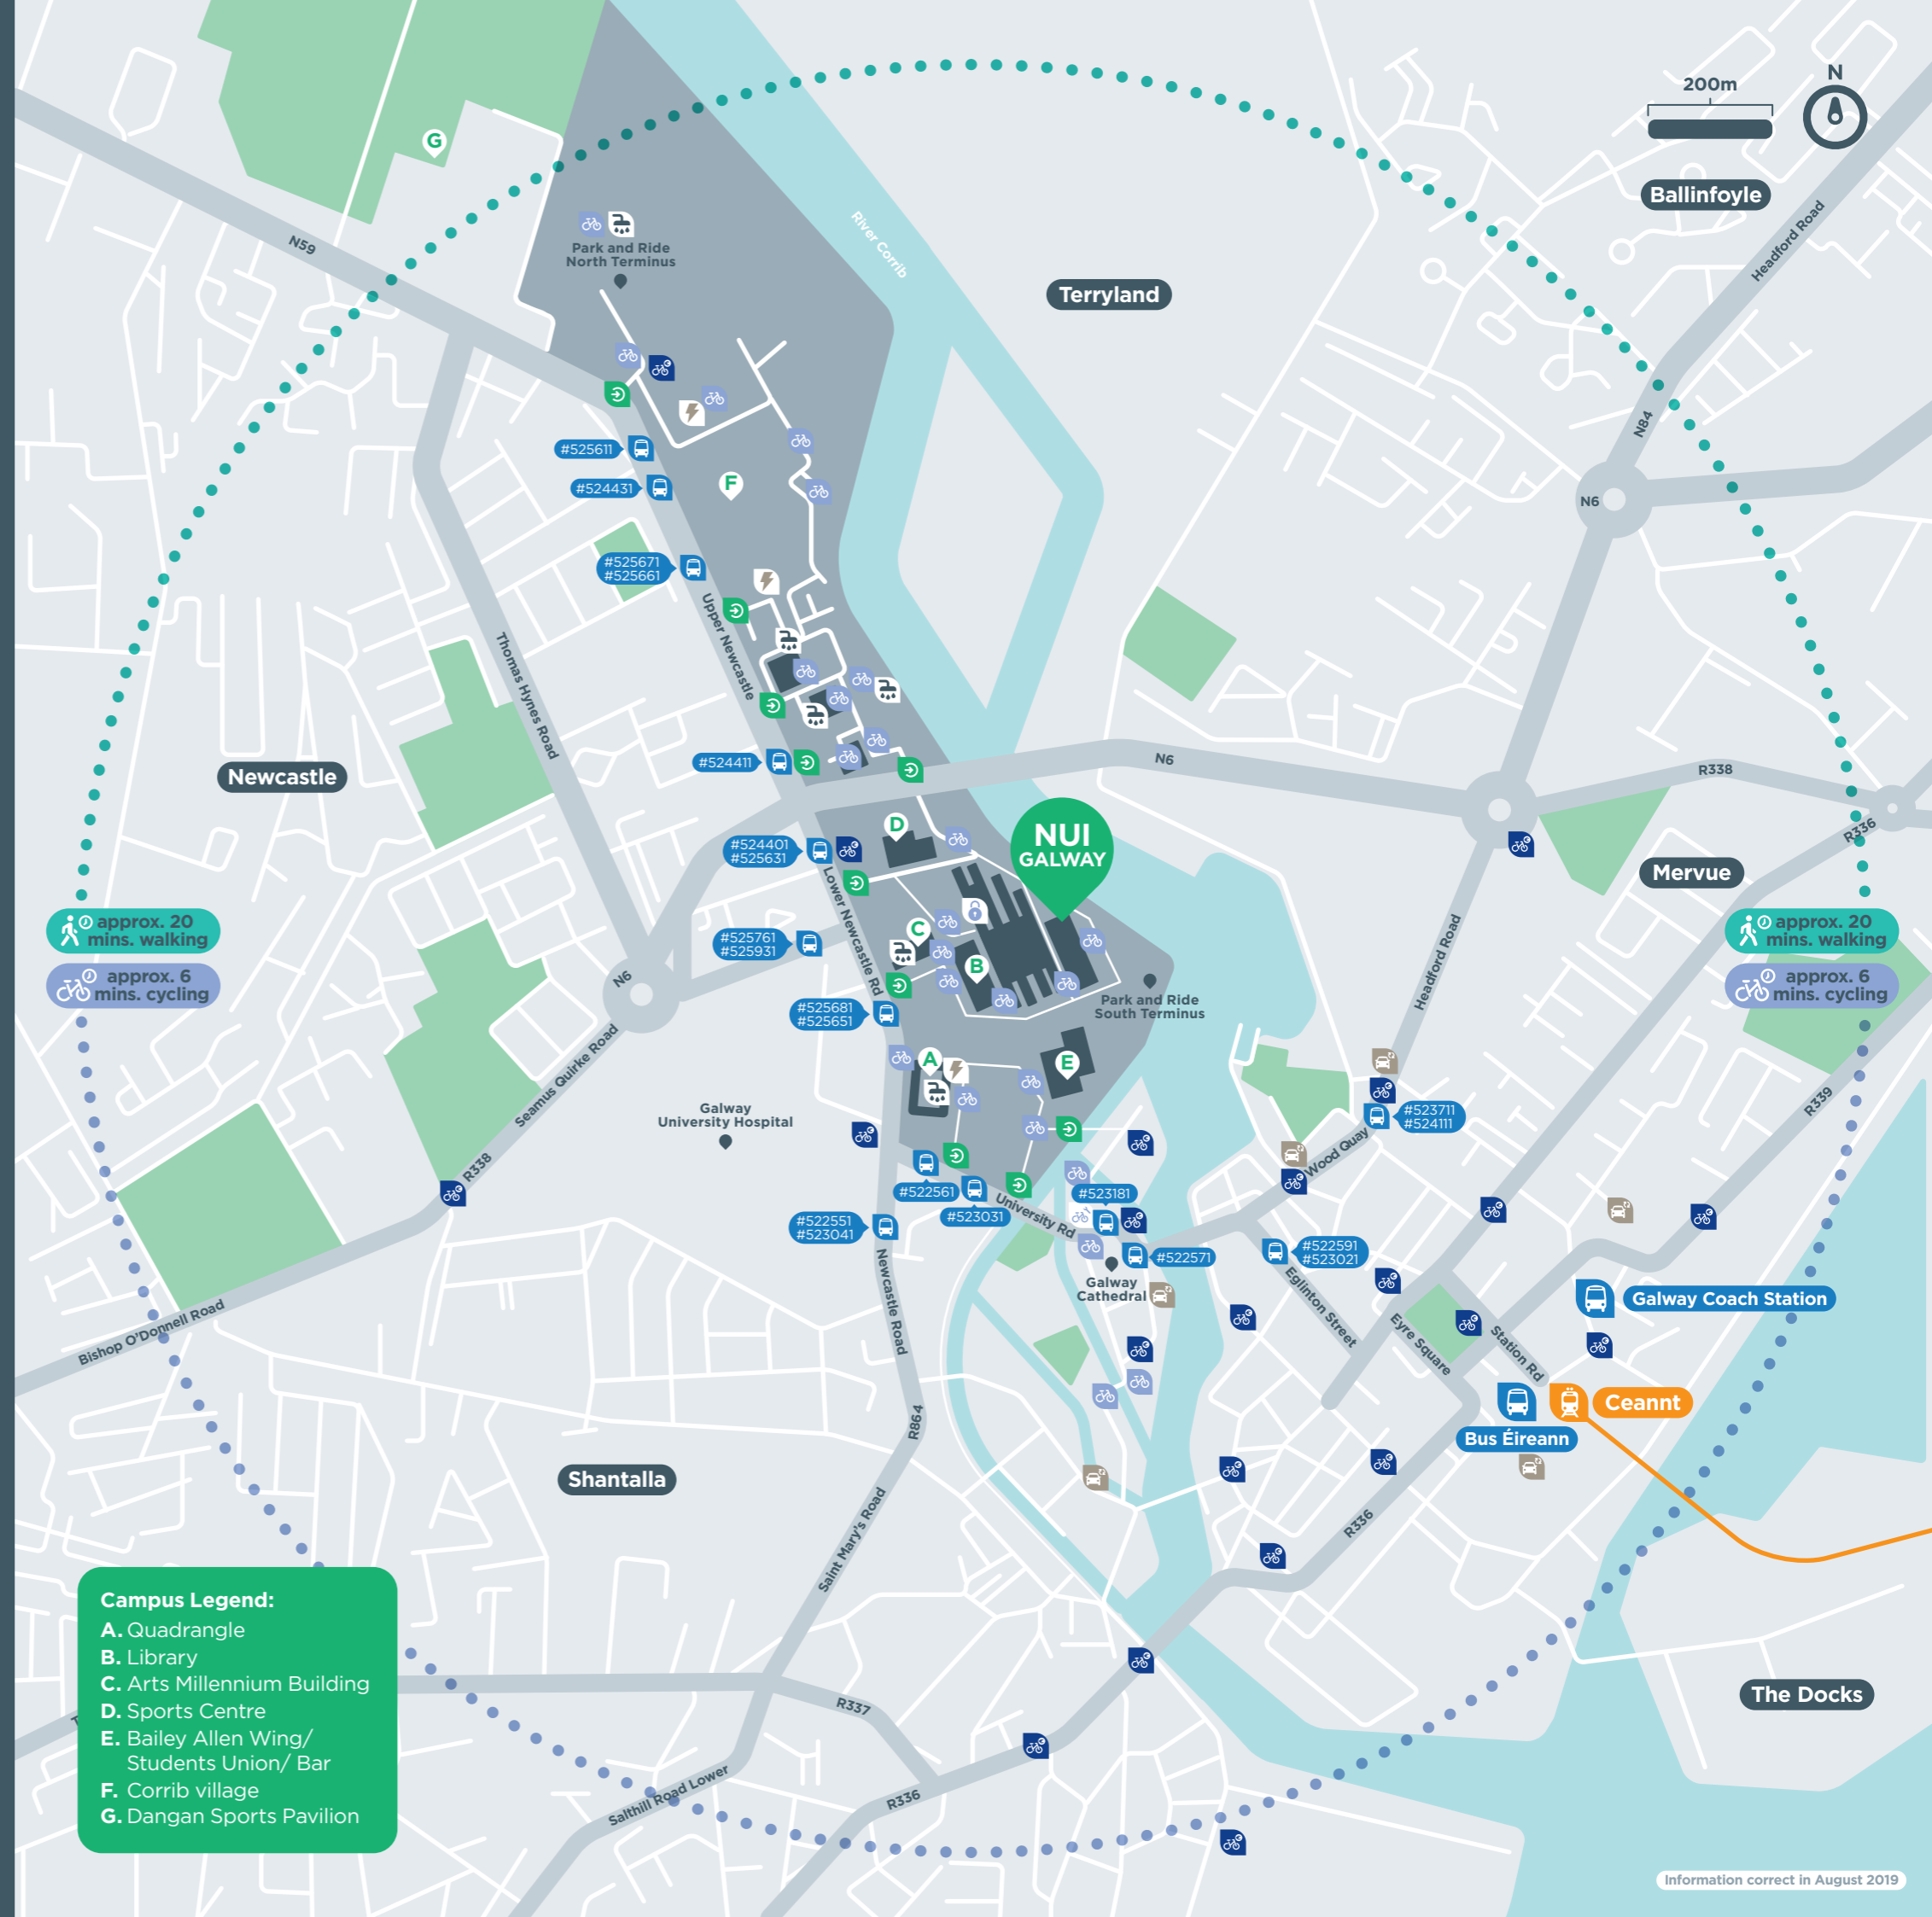 200m
N
Ballinfoyle
Headford Road
G
N59
Park and Ride
North Terminus
River Corrib
Terryland
N84
N6
#525611
#524431
F
#525671
#525661
Upper Newcastle
Thomas Hynes Road
Newcastle
#524411
N6
R338
R336
D
NUI
GALWAY
#524401
#525631
Lower Newcastle Rd
Mervue
approx. 20
mins. walking
approx. 6
mins. cycling
C
B
#525761
#525931
N6
Headford Road
approx. 20
mins. walking
approx. 6
mins. cycling
Park and Ride
South Terminus
#525681
#525651
A
E
Seamus Quirke Road
Galway
University Hospital
#523711
#524111
R339
Wood Quay
R338
#522561
#523031
University Rd
#523181
#522551
#523041
#522571
#522591
#523021
Galway
Cathedral
Newcastle Road
Eglinton Street
Eyre Square
Station Rd
Galway Coach Station
Bishop O'Donnell Road
Ceannt
Bus Éireann
R864
Shantalla
Saint Mary's Road
R336
Campus Legend:
A. Quadrangle
B. Library
C. Arts Millennium Building
D. Sports Centre
E. Bailey Allen Wing/
Students Union/ Bar
F. Corrib village
G. Dangan Sports Pavilion
R337
The Docks
Salthill Road Lower
R336
Information correct in August 2019